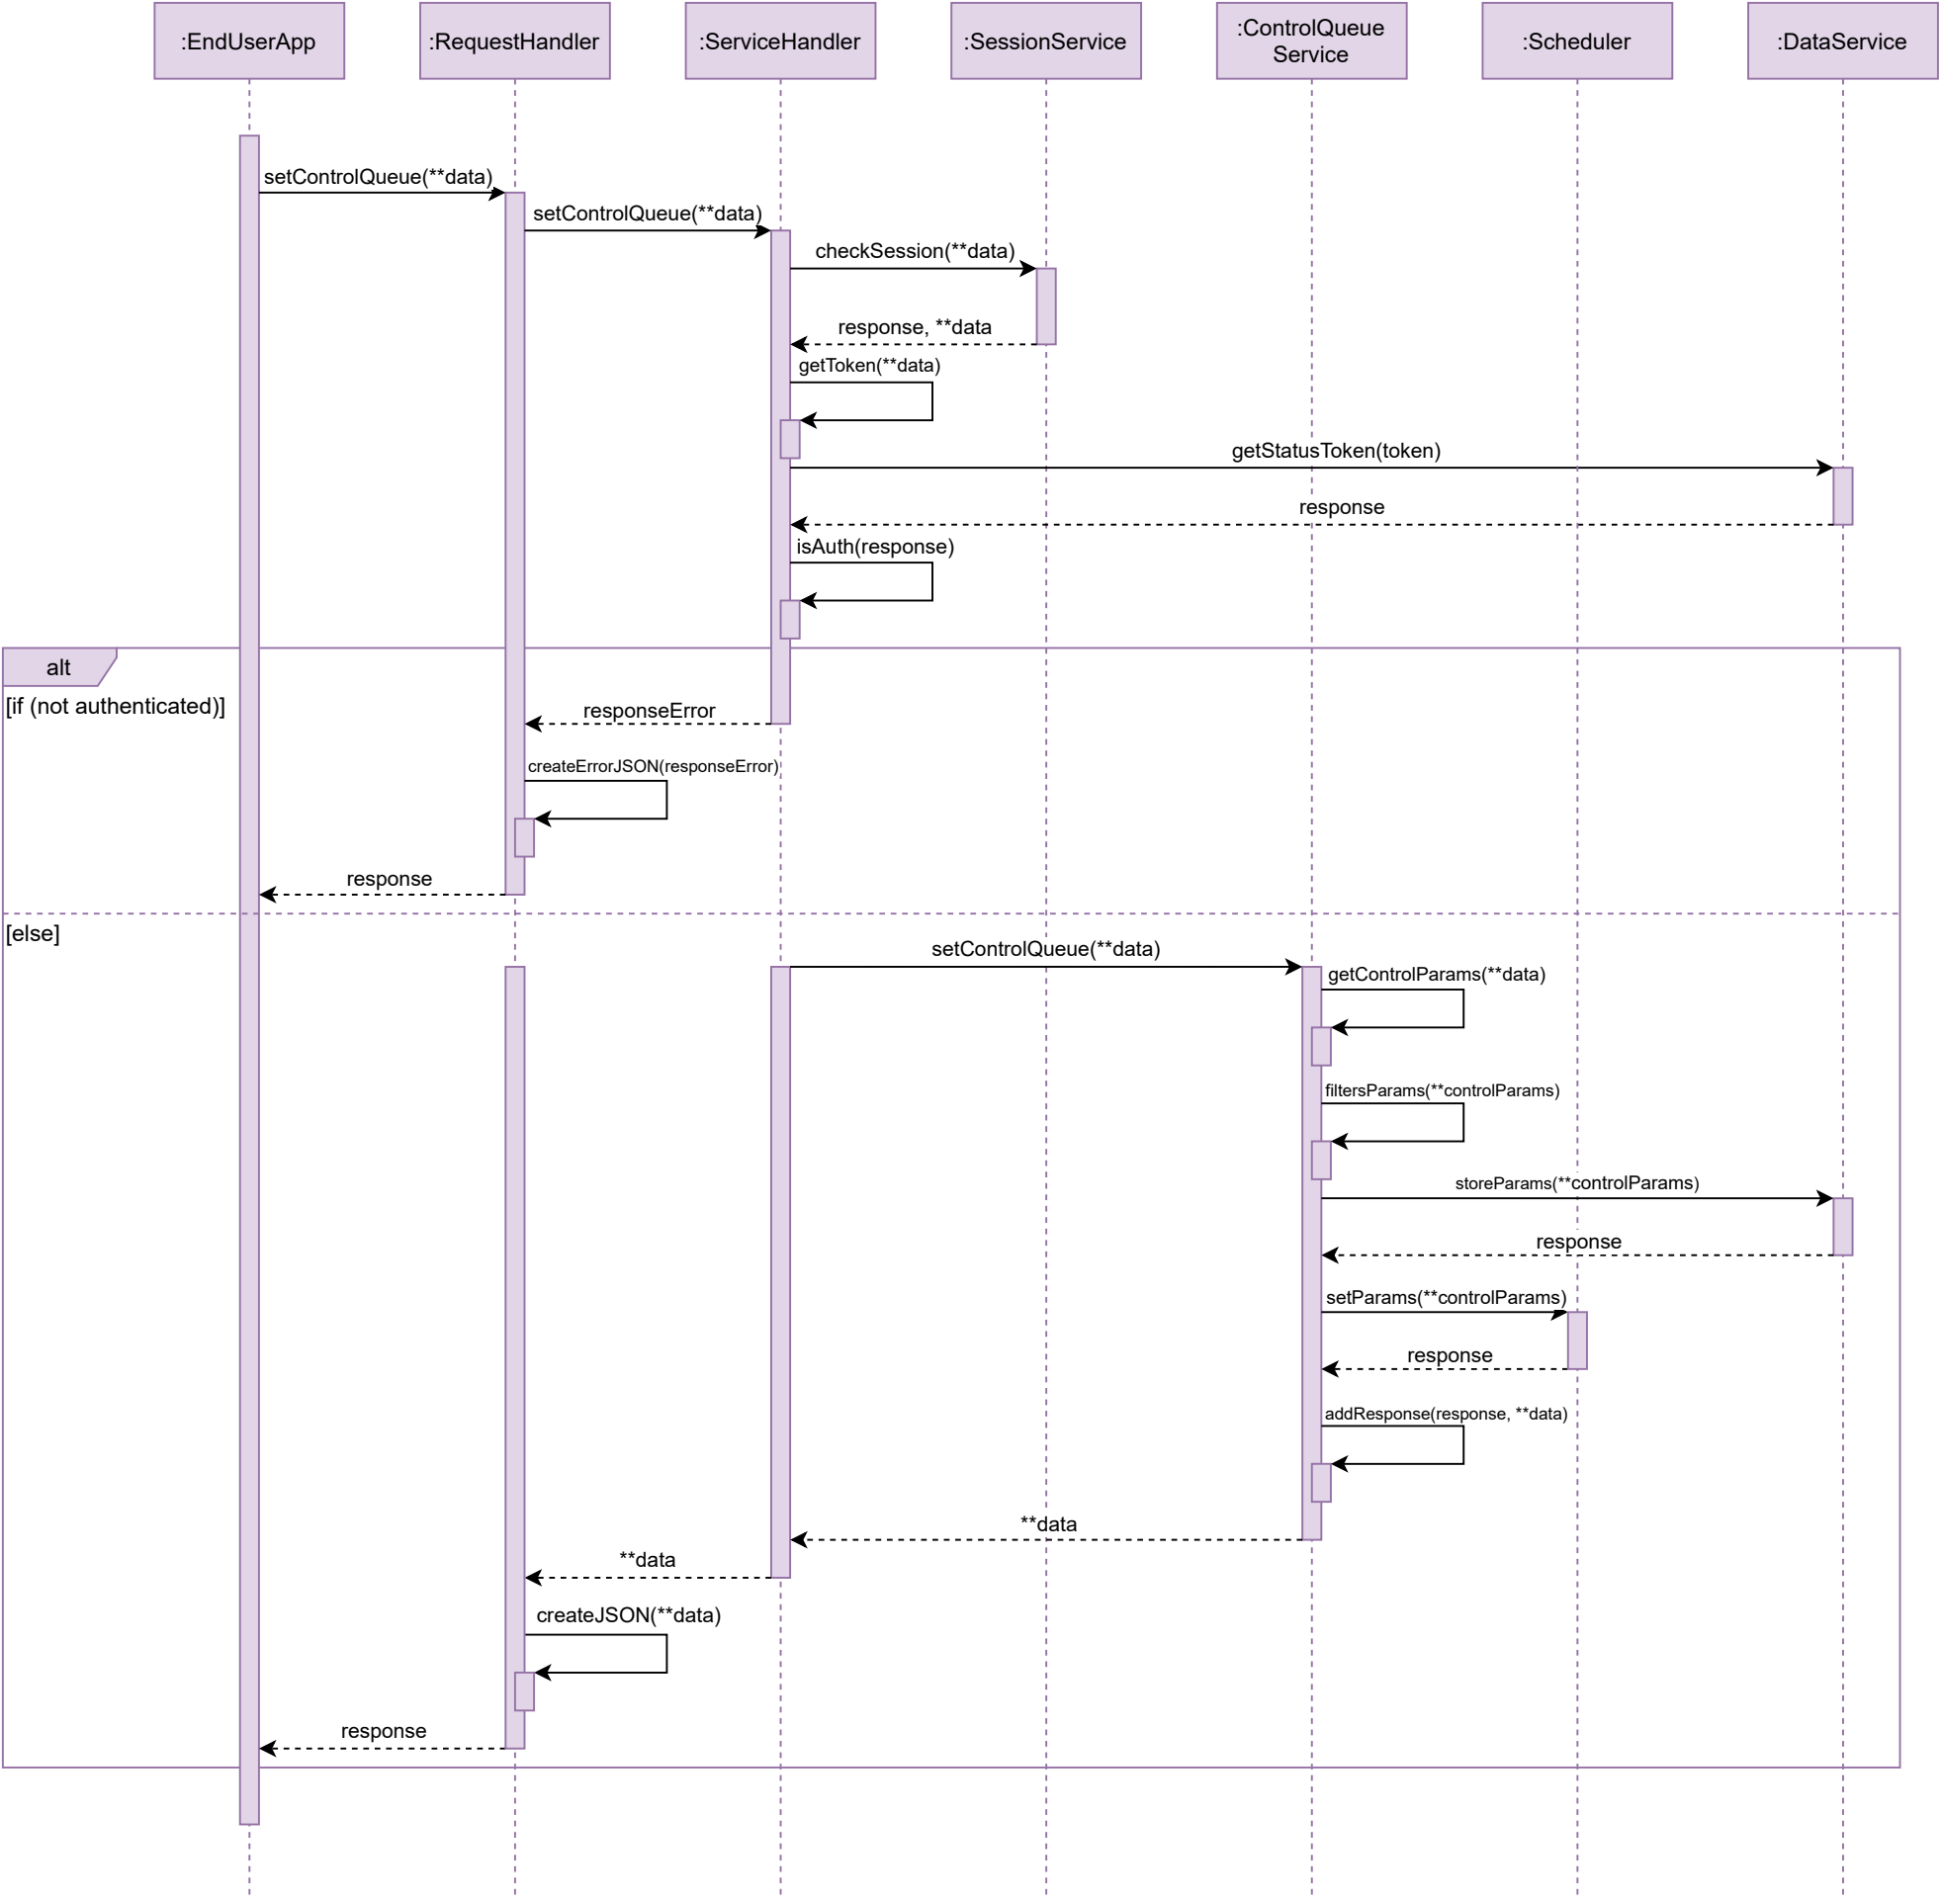 :EndUserApp
:RequestHandler
:ServiceHandler
:SessionService
:ControlQueue
Service
:Scheduler
:DataService
setControlQueue(**data)
setControlQueue(**data)
checkSession(**data)
response, **data
getToken(**data)
getStatusToken(token)
response
isAuth(response)
alt
[if (not authenticated)]
responseError
createErrorJSON(responseError)
response
[else]
setControlQueue(**data)
getControlParams(**data)
filtersParams(**controlParams)
storeParams(**controlParams)
response
setParams(**controlParams)
response
addResponse(response, **data)
**data
**data
createJSON(**data)
response